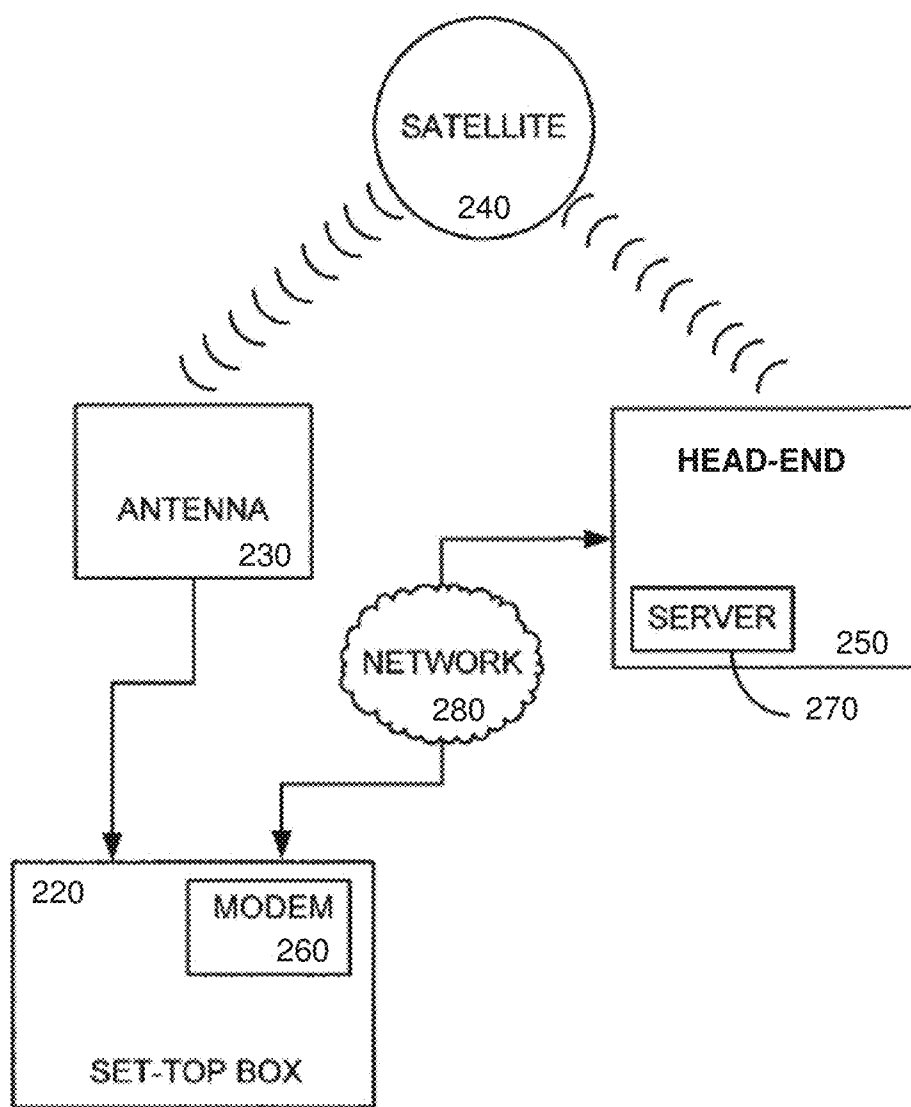 SATELLITE
240
ANTENNA
230
HEAD-END
SERVER
250
270
NETWORK
280
220
MODEM
260
SET-TOP BOX